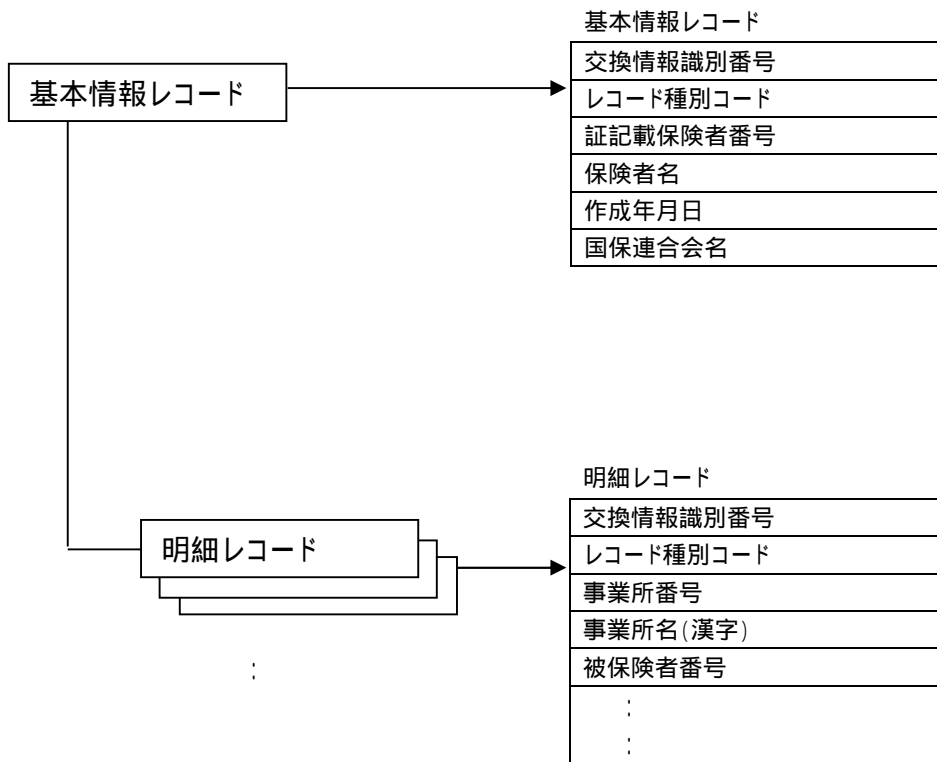 基本情報レコード
基本情報レコード
交換情報識別番号
レコード種別コード
証記載保険者番号
保険者名
作成年月日
国保連合会名
明細レコード
明細レコード
交換情報識別番号
レコード種別コード
事業所番号
事業所名(漢字)
被保険者番号
:
:
: